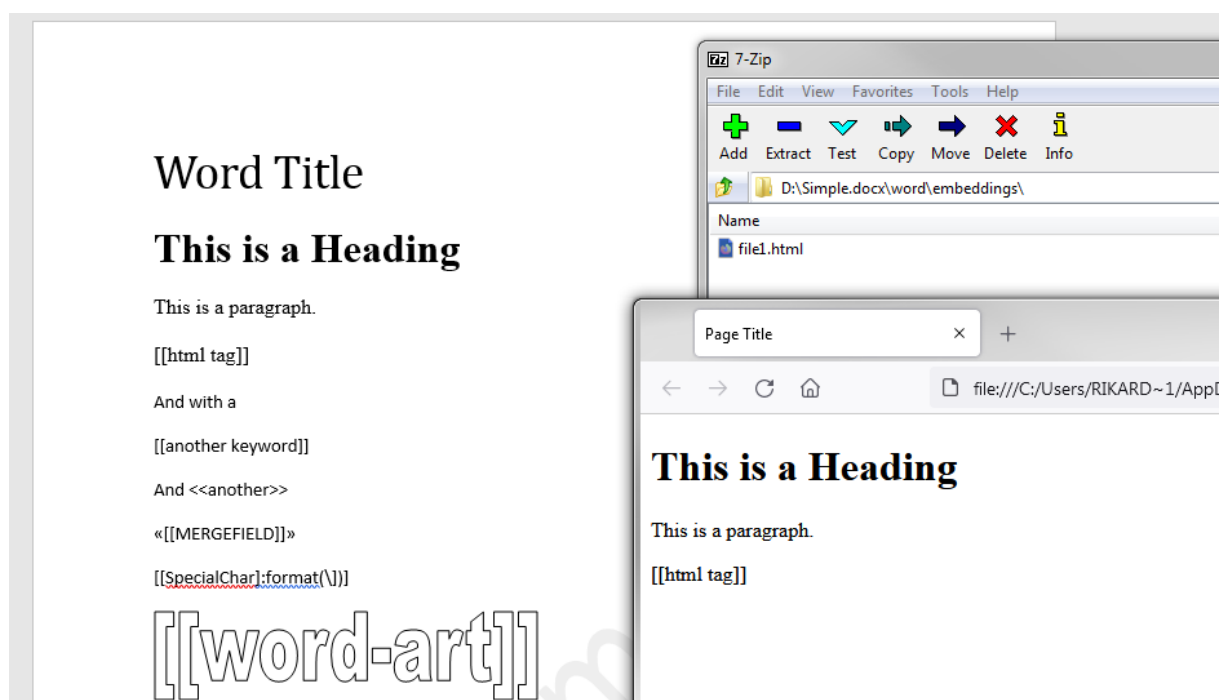 Word Title
This is a Heading
This is a paragraph.
[[html tag]]
And with a
[[another keyword]]
And <<another>>
«[[MERGEFIELD]]»
[[SpecialChar]:format(\])]
[[word-art]]
7z 7-Zip
File Edit View Favorites Tools Help
Add Extract Test Copy Move Delete Info
D:\Simple.docx\word\embeddings\
Name
file1.html
Page Title
file:///C:/Users/RIKARD~1/AppD
This is a Heading
This is a paragraph.
[[html tag]]